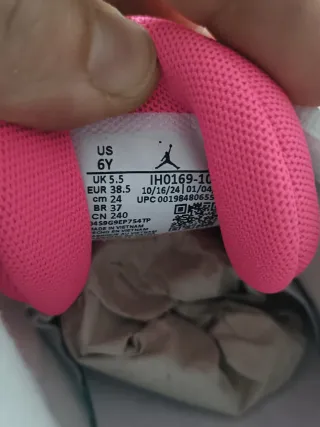 US
6Y
UK 5.5
EUR 38.5
cm 24
BR 37
CN 240
IH0169-10
10/16/24 01/04
UPC 00198480655
MADE IN VIETNAM